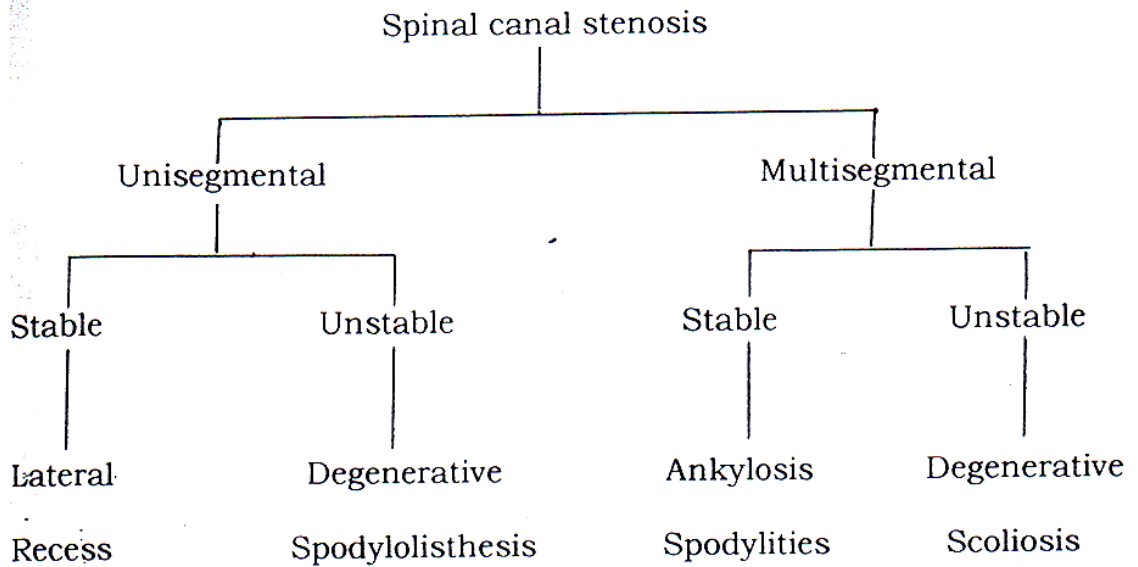 Spinal canal stenosis
Unisegmental Multisegmental
Stable Unstable Stable Unstable
Lateral Degenerative Ankylosis Degenerative
Recess Spodylolisthesis Spodylities Scoliosis